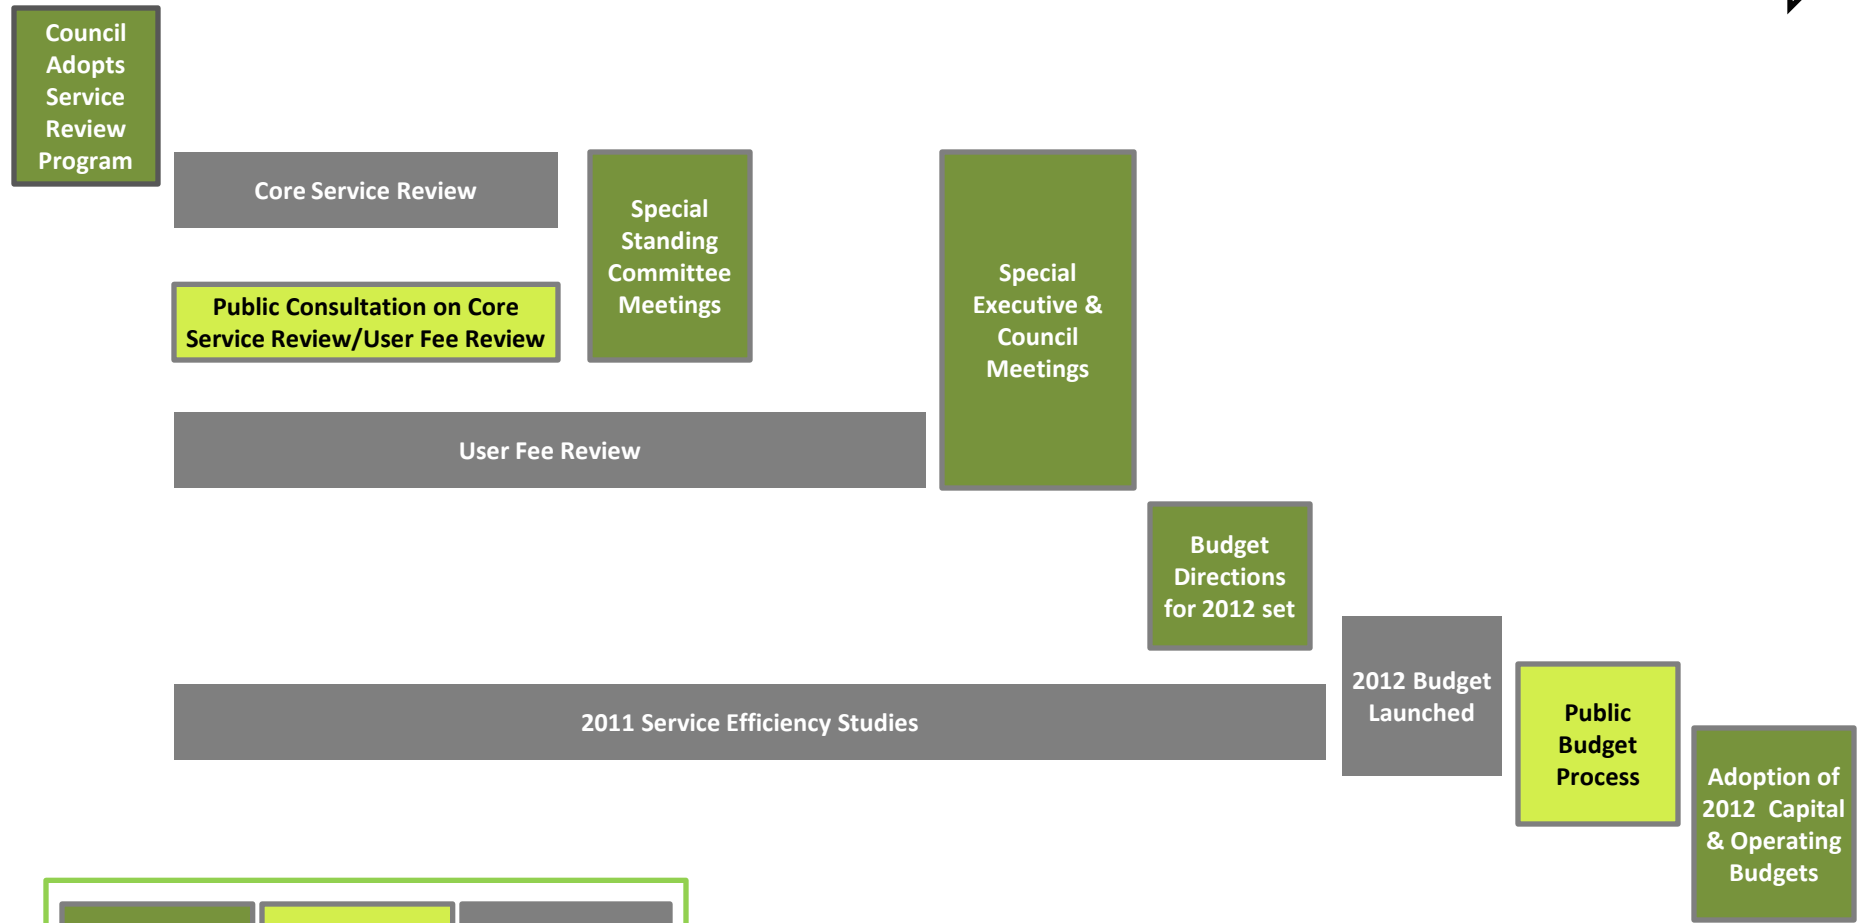 Council
Adopts
Service
Review
Program
Core Service Review
Special
Standing
Committee
Meetings
Special
Executive &
Council
Meetings
Public Consultation on Core
Service Review/User Fee Review
User Fee Review
Budget
Directions
for 2012 set
2011 Service Efficiency Studies
2012 Budget
Launched
Public
Budget
Process
Adoption of
2012 Capital
& Operating
Budgets